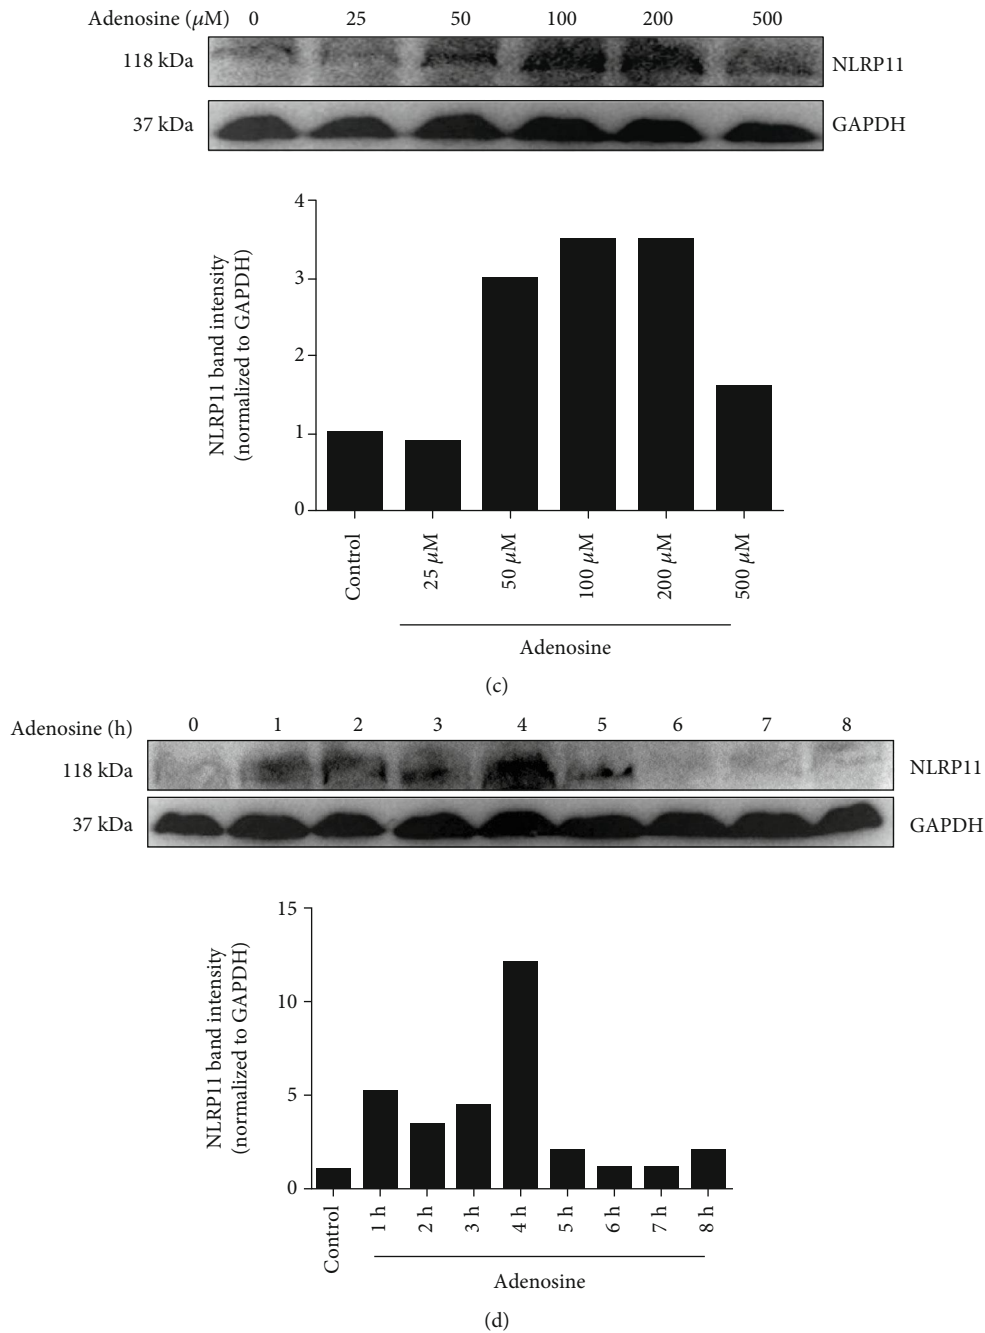 Adenosine (μM) 0 25 50 100 200 500
118 kDa NLRP11
37 kDa GAPDH
4
3
2
1
0
NLRP11 band intensity
(normalized to GAPDH)
Control 25 μM 50 μM 100 μM 200 μM 500 μM
Adenosine
(c)
Adenosine (h) 0 1 2 3 4 5 6 7 8
118 kDa NLRP11
37 kDa GAPDH
15
10
5
0
NLRP11 band intensity
(normalized to GAPDH)
Control 1 h 2 h 3 h 4 h 5 h 6 h 7 h 8 h
Adenosine
(d)